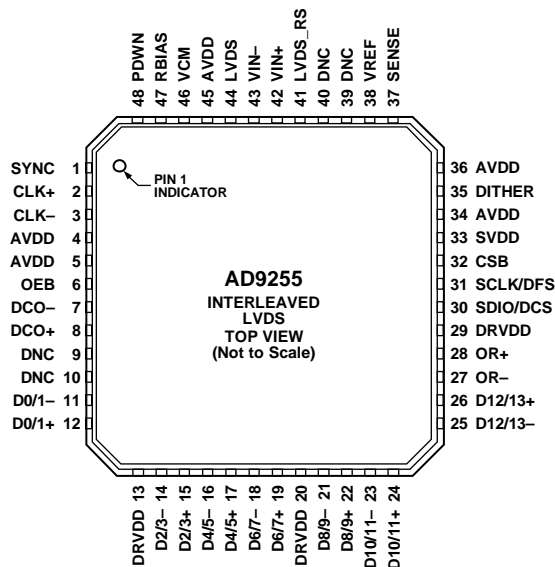 48 PDWN
47 RBIAS
46 VCM
45 AVDD
44 LVDS
43 VIN–
42 VIN+
41 LVDS_RS
40 DNC
39 DNC
38 VREF
37 SENSE
SYNC 1
CLK+ 2
CLK– 3
AVDD 4
AVDD 5
OEB 6
DCO– 7
DCO+ 8
DNC 9
DNC 10
D0/1– 11
D0/1+ 12
PIN 1
INDICATOR
AD9255
INTERLEAVED
LVDS
TOP VIEW
(Not to Scale)
36 AVDD
35 DITHER
34 AVDD
33 SVDD
32 CSB
31 SCLK/DFS
30 SDIO/DCS
29 DRVDD
28 OR+
27 OR–
26 D12/13+
25 D12/13–
DRVDD 13
D2/3– 14
D2/3+ 15
D4/5– 16
D4/5+ 17
D6/7– 18
D6/7+ 19
DRVDD 20
D8/9– 21
D8/9+ 22
D10/11– 23
D10/11+ 24